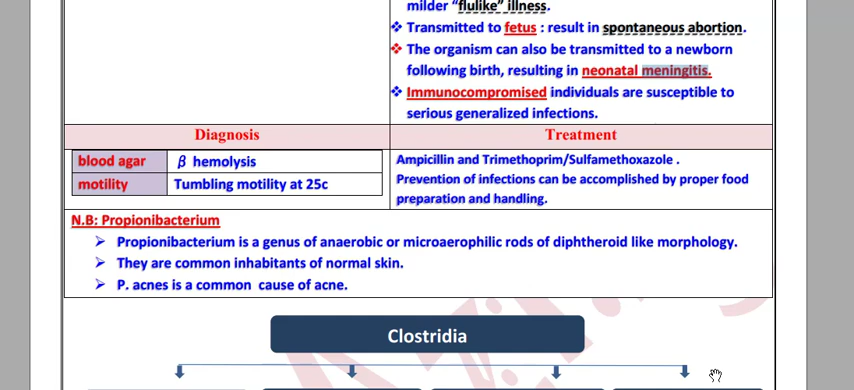 milder “flulike” illness.
❖ Transmitted to fetus : result in spontaneous abortion.
❖ The organism can also be transmitted to a newborn
following birth, resulting in neonatal meningitis.
❖ Immunocompromised individuals are susceptible to
serious generalized infections.
Diagnosis Treatment
blood agar β hemolysis
motility Tumbling motility at 25c
Ampicillin and Trimethoprim/Sulfamethoxazole .
Prevention of infections can be accomplished by proper food
preparation and handling.
N.B: Propionibacterium
➢ Propionibacterium is a genus of anaerobic or microaerophilic rods of diphtheroid like morphology.
➢ They are common inhabitants of normal skin.
➢ P. acnes is a common cause of acne.
Clostridia